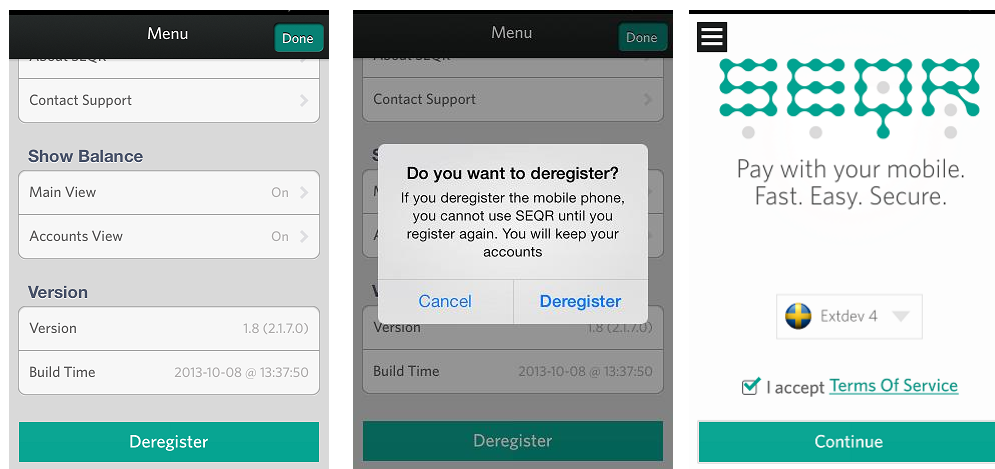 Menu
Done
About SEQR
Contact Support
Show Balance
Main View On
Accounts View On
Version
Version 1.8 (2.1.7.0)
Build Time 2013-10-08 @ 13:37:50
Deregister
Menu
Done
About SEQR
Contact Support
Do you want to deregister?
If you deregister the mobile phone,
you cannot use SEQR until you
register again. You will keep your
accounts
Cancel
Deregister
Version 1.8 (2.1.7.0)
Build Time 2013-10-08 @ 13:37:50
Deregister
SEQR
Pay with your mobile.
Fast. Easy. Secure.
Extdev 4
I accept Terms Of Service
Continue